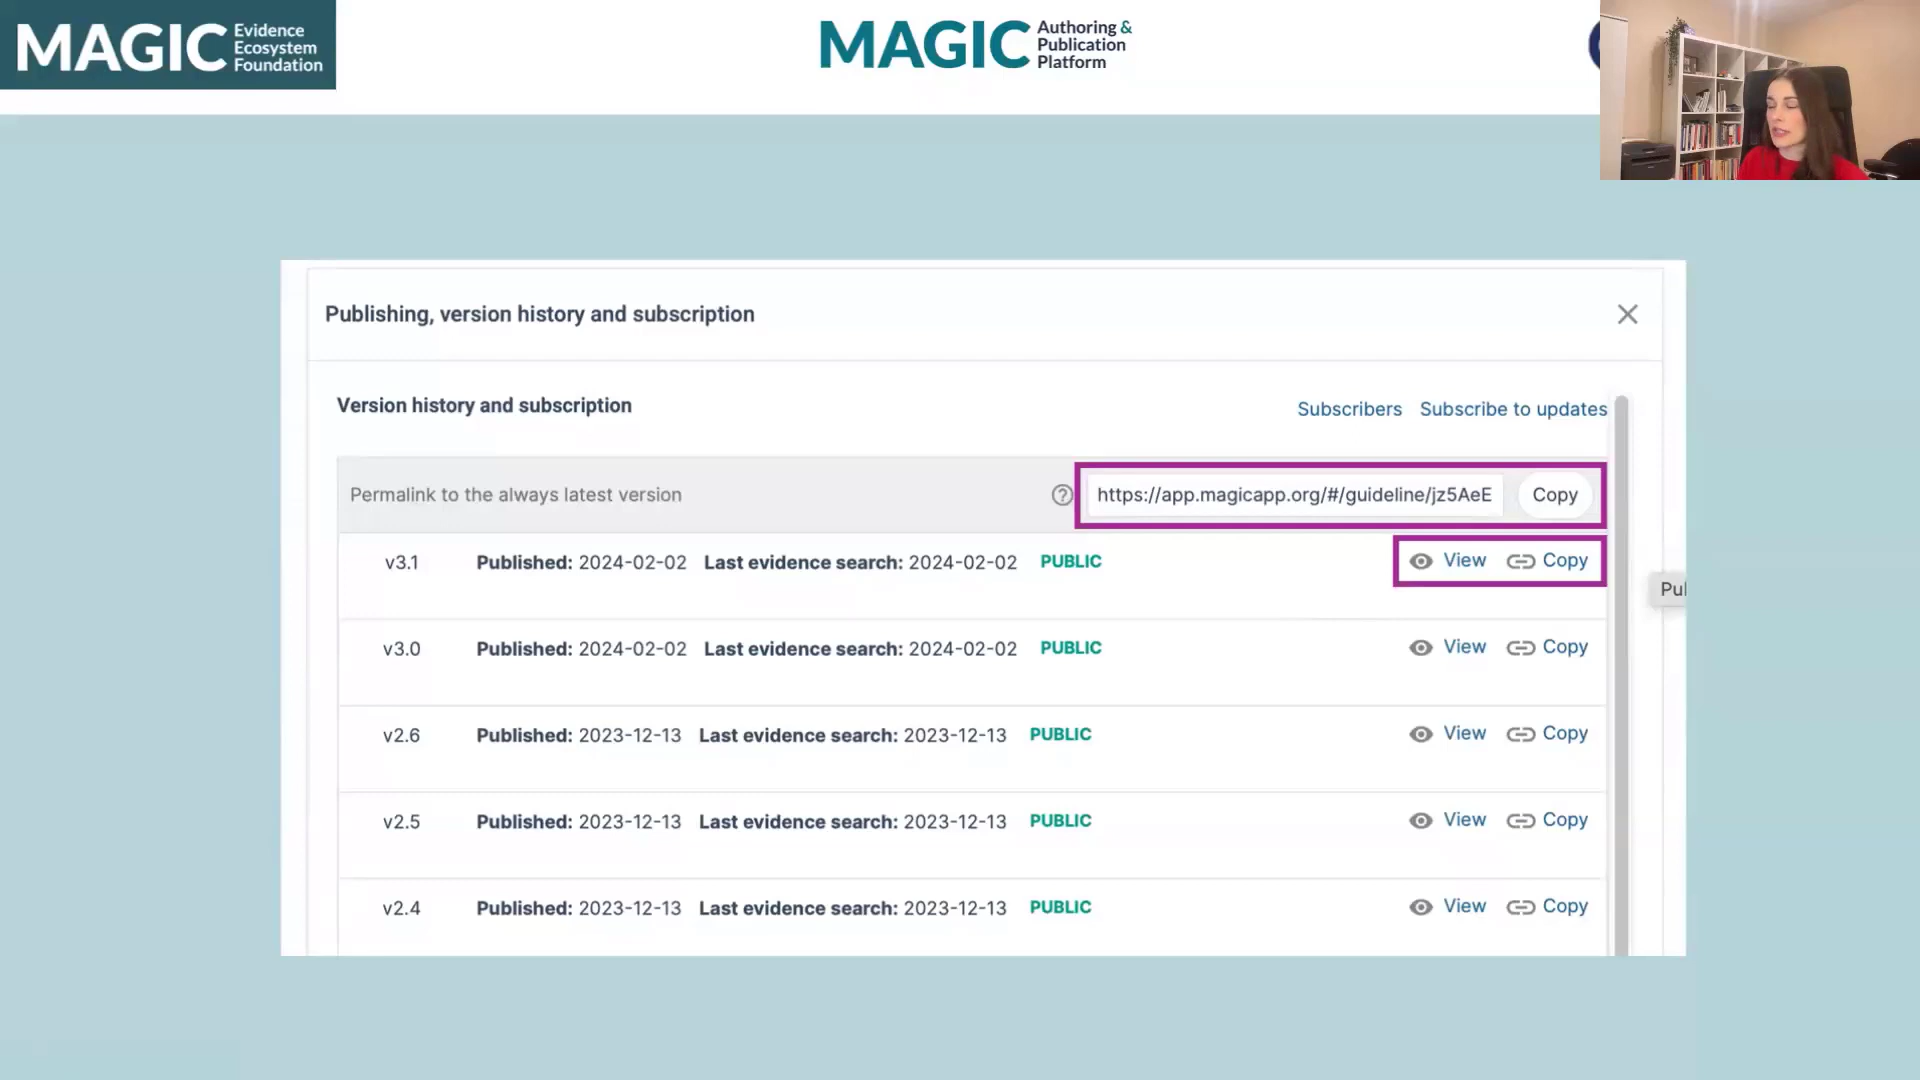 MAGIC Evidence
Ecosystem
Foundation
MAGIC Authoring &
Publication
Platform
Publishing, version history and subscription
Version history and subscription
Subscribers Subscribe to updates
Permalink to the always latest version ? https://app.magicapp.org/#/guideline/jz5AeE Copy
v3.1 Published: 2024-02-02 Last evidence search: 2024-02-02 PUBLIC View Copy
Pul
v3.0 Published: 2024-02-02 Last evidence search: 2024-02-02 PUBLIC View Copy
v2.6 Published: 2023-12-13 Last evidence search: 2023-12-13 PUBLIC View Copy
v2.5 Published: 2023-12-13 Last evidence search: 2023-12-13 PUBLIC View Copy
v2.4 Published: 2023-12-13 Last evidence search: 2023-12-13 PUBLIC View Copy